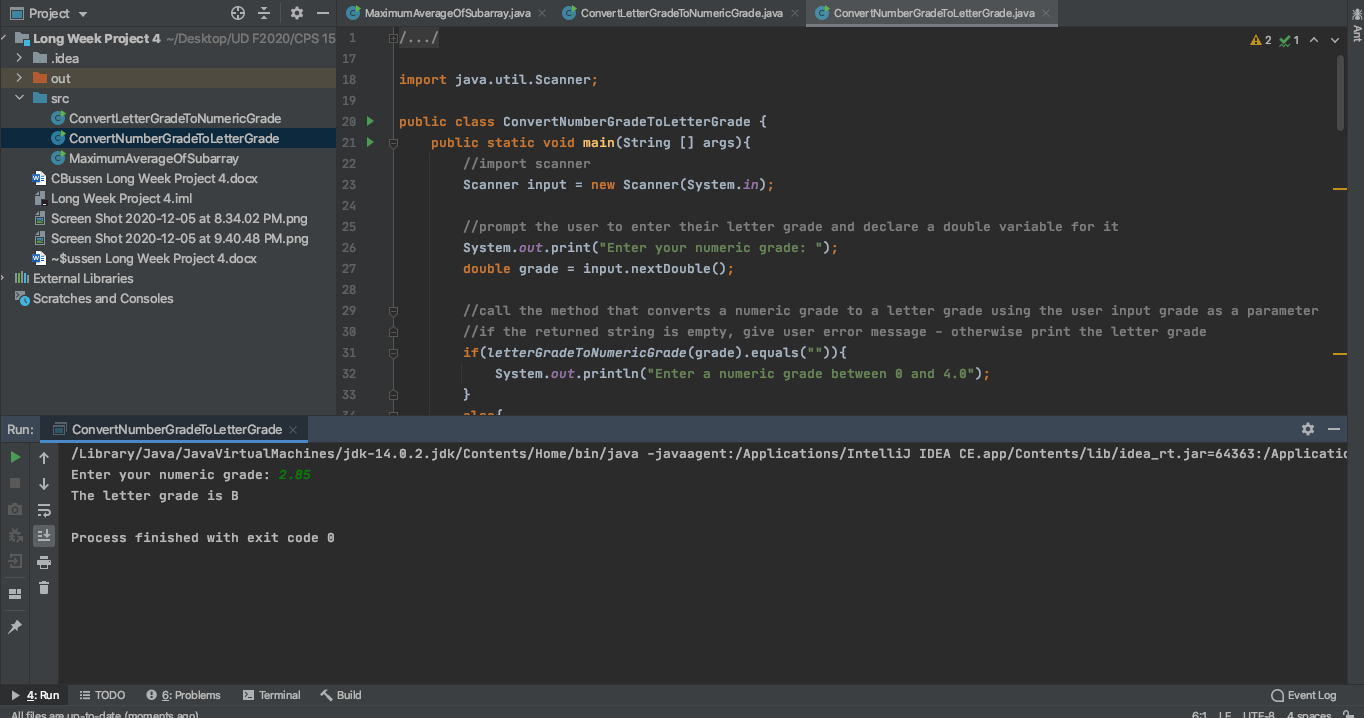 Project
MaximumAverageOfSubarray.java
ConvertLetterGradeToNumericGrade.java
ConvertNumberGradeToLetterGrade.java
Ant
Long Week Project 4 ~/Desktop/UD F2020/CPS 15
.idea
out
src
ConvertLetterGradeToNumericGrade
ConvertNumberGradeToLetterGrade
MaximumAverageOfSubarray
CBussen Long Week Project 4.docx
Long Week Project 4.iml
Screen Shot 2020-12-05 at 8.34.02 PM.png
Screen Shot 2020-12-05 at 9.40.48 PM.png
~$ussen Long Week Project 4.docx
External Libraries
Scratches and Consoles
2 1
1 /.../
17
18 import java.util.Scanner;
19
20 public class ConvertNumberGradeToLetterGrade {
21 public static void main(String [] args){
22 //import scanner
23 Scanner input = new Scanner(System.in);
24
25 //prompt the user to enter their letter grade and declare a double variable for it
26 System.out.print("Enter your numeric grade: ");
27 double grade = input.nextDouble();
28
29 //call the method that converts a numeric grade to a letter grade using the user input grade as a parameter
30 //if the returned string is empty, give user error message - otherwise print the letter grade
31 if(letterGradeToNumericGrade(grade).equals("")){
32 System.out.println("Enter a numeric grade between 0 and 4.0");
33 }
34 else{
Run: ConvertNumberGradeToLetterGrade
/Library/Java/JavaVirtualMachines/jdk-14.0.2.jdk/Contents/Home/bin/java -javaagent:/Applications/IntelliJ IDEA CE.app/Contents/lib/idea_rt.jar=64363:/Applicatio
Enter your numeric grade: 2.85
The letter grade is B
Process finished with exit code 0
4: Run TODO 6: Problems Terminal Build Event Log
All files are up-to-date (moments ago) 6:1 LF UTF-8 4 spaces